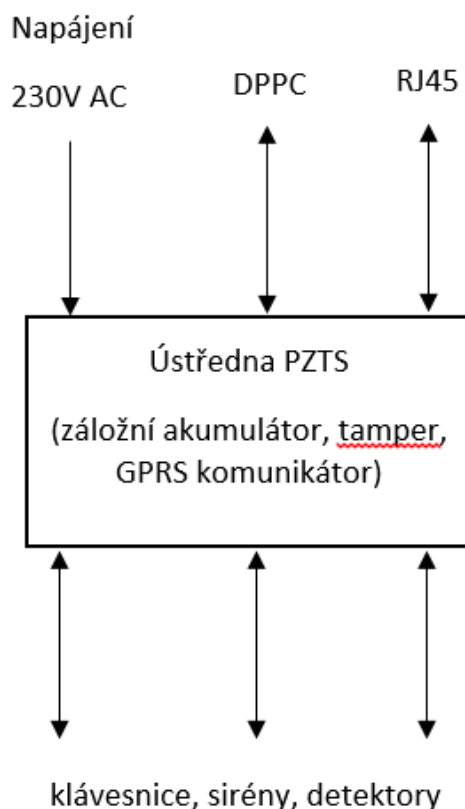 Napájení
230V AC
DPPC
RJ45
Ústředna PZTS
(záložní akumulátor, tamper,
GPRS komunikátor)
klávesnice, sirény, detektory